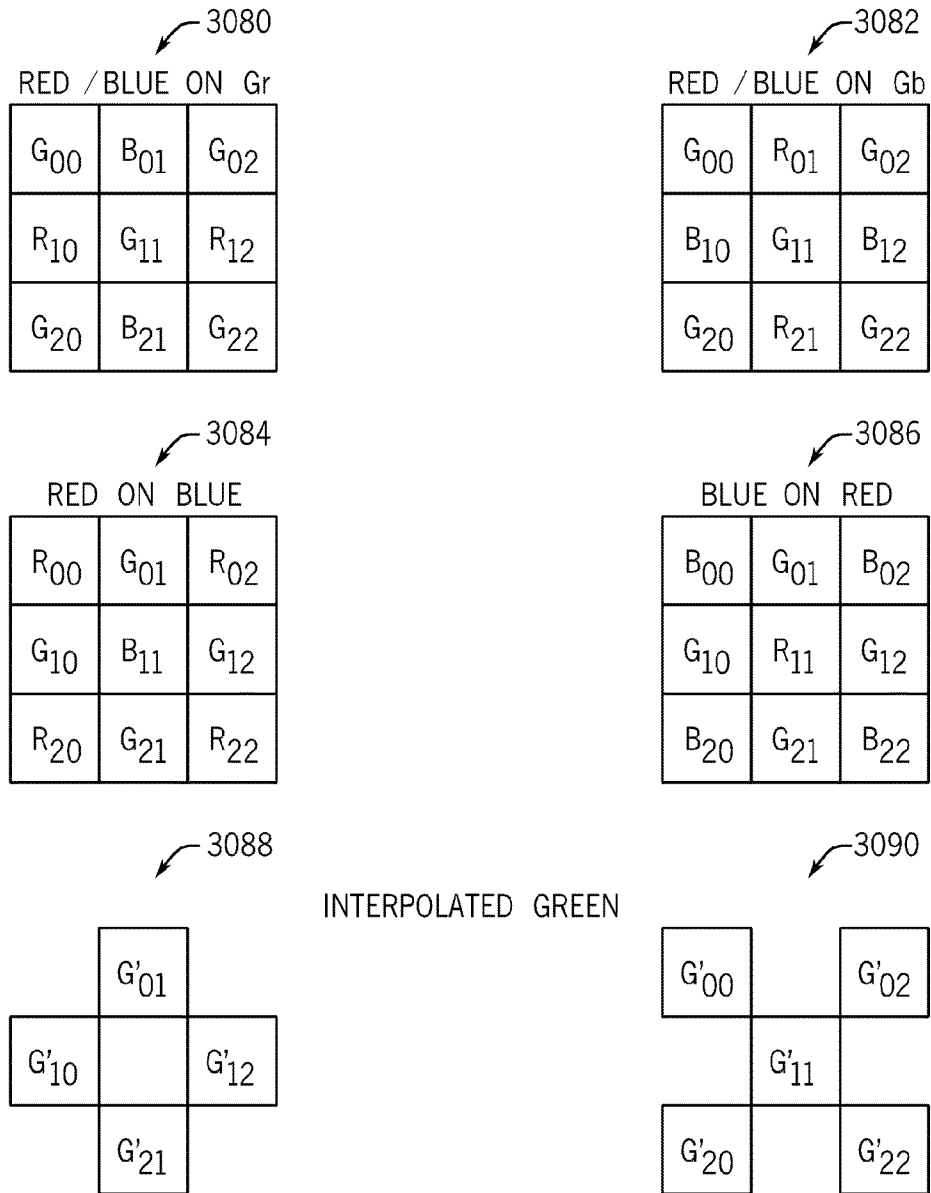 3080 3082
RED / BLUE ON Gr RED / BLUE ON Gb
G00 B01 G02 G00 R01 G02
R10 G11 R12 B10 G11 B12
G20 B21 G22 G20 R21 G22
3084 3086
RED ON BLUE BLUE ON RED
R00 G01 R02 B00 G01 B02
G10 B11 G12 G10 R11 G12
R20 G21 R22 B20 G21 B22
3088 3090
INTERPOLATED GREEN
G'01 G'00 G'02
G'10 G'12 G'11
G'21 G'20 G'22